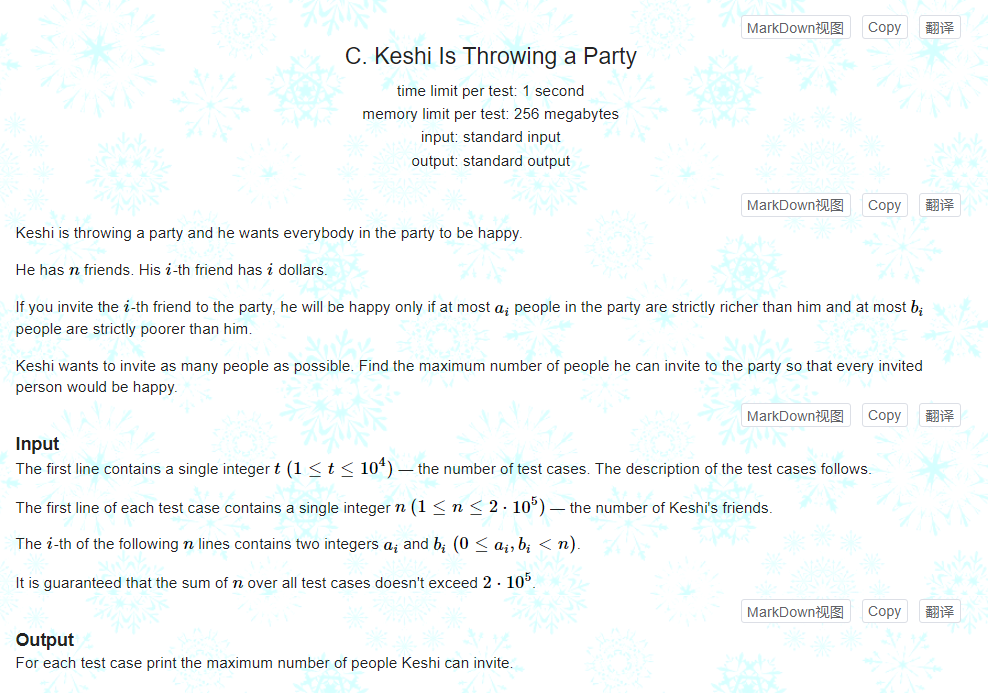 MarkDown视图 Copy 翻译
C. Keshi Is Throwing a Party
time limit per test: 1 second
memory limit per test: 256 megabytes
input: standard input
output: standard output
MarkDown视图 Copy 翻译
Keshi is throwing a party and he wants everybody in the party to be happy.
He has n friends. His i-th friend has i dollars.
If you invite the i-th friend to the party, he will be happy only if at most a_i people in the party are strictly richer than him and at most b_i
people are strictly poorer than him.
Keshi wants to invite as many people as possible. Find the maximum number of people he can invite to the party so that every invited
person would be happy.
MarkDown视图 Copy 翻译
Input
The first line contains a single integer t (1 ≤ t ≤ 10^4) — the number of test cases. The description of the test cases follows.
The first line of each test case contains a single integer n (1 ≤ n ≤ 2 · 10^5) — the number of Keshi's friends.
The i-th of the following n lines contains two integers a_i and b_i (0 ≤ a_i, b_i < n).
It is guaranteed that the sum of n over all test cases doesn't exceed 2 · 10^5.
MarkDown视图 Copy 翻译
Output
For each test case print the maximum number of people Keshi can invite.